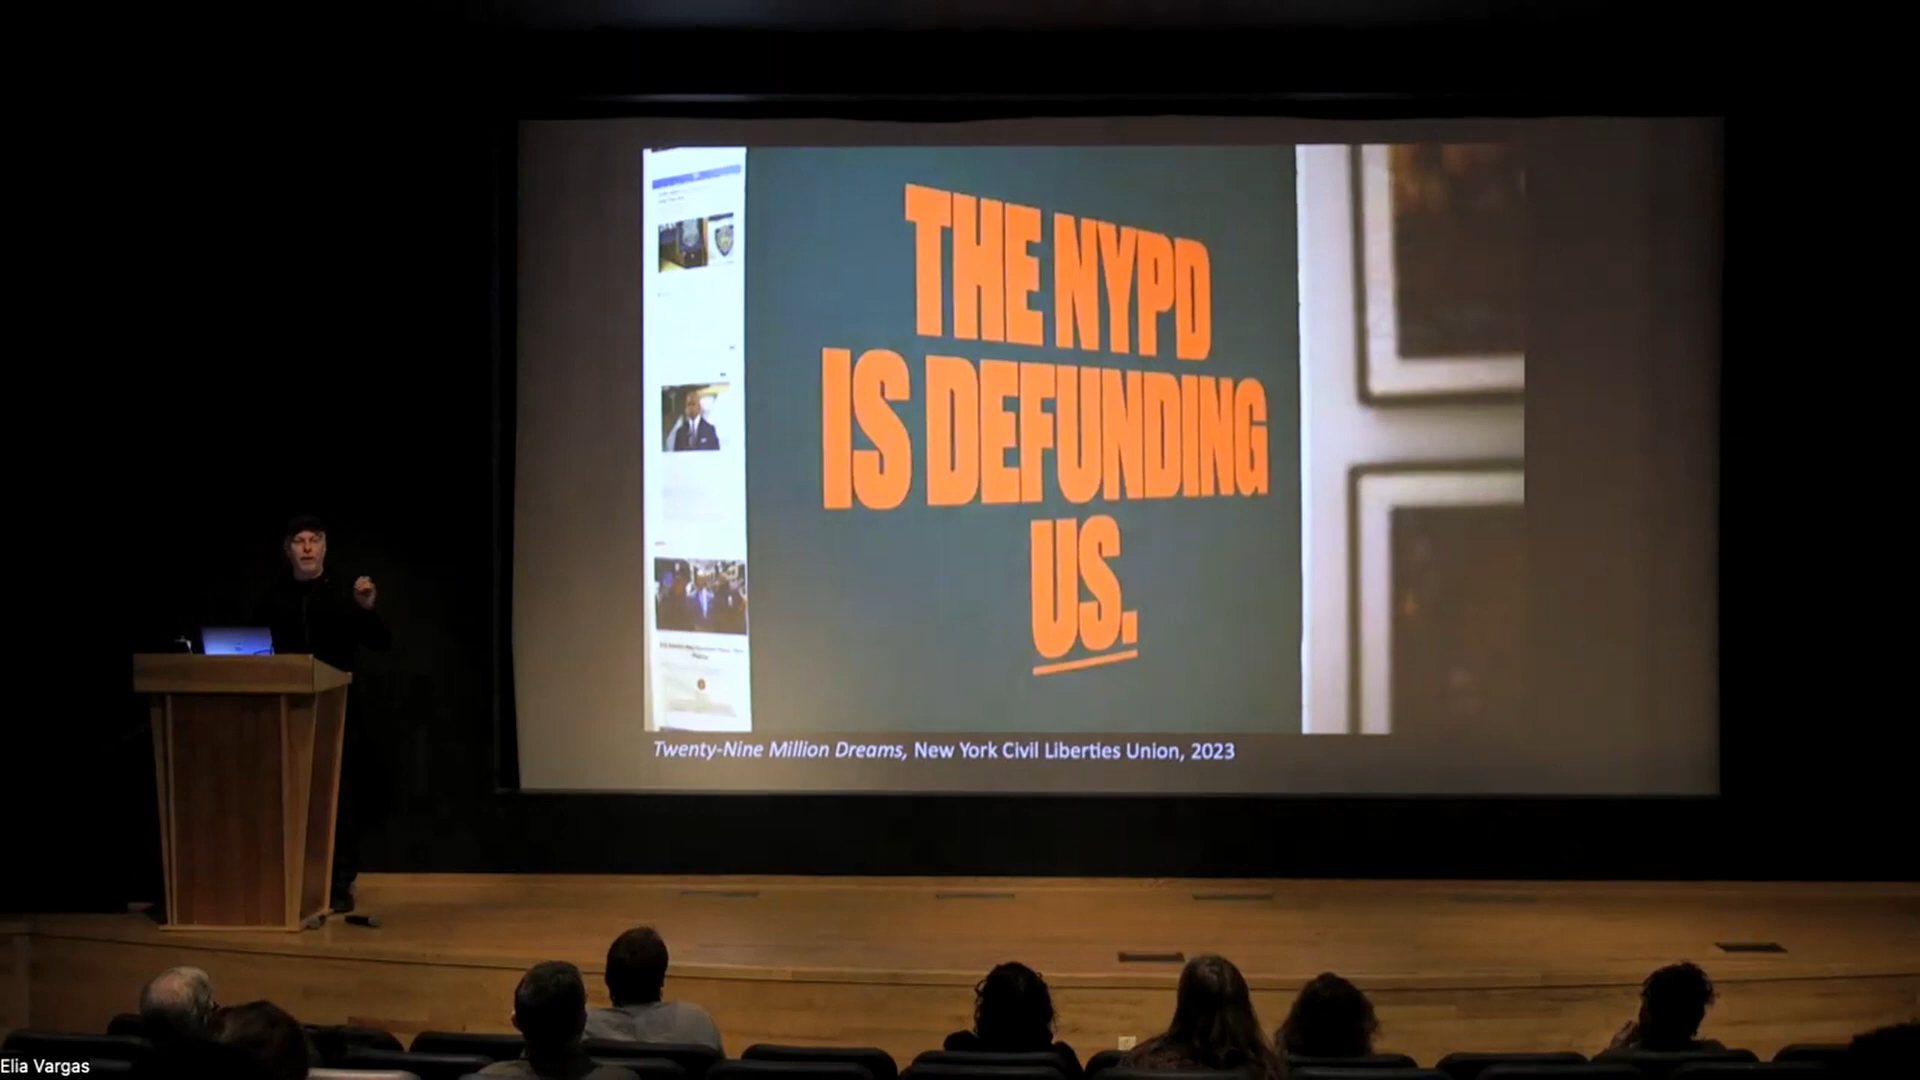 THE NYPD
IS DEFUNDING
US.
Twenty-Nine Million Dreams, New York Civil Liberties Union, 2023
Elia Vargas